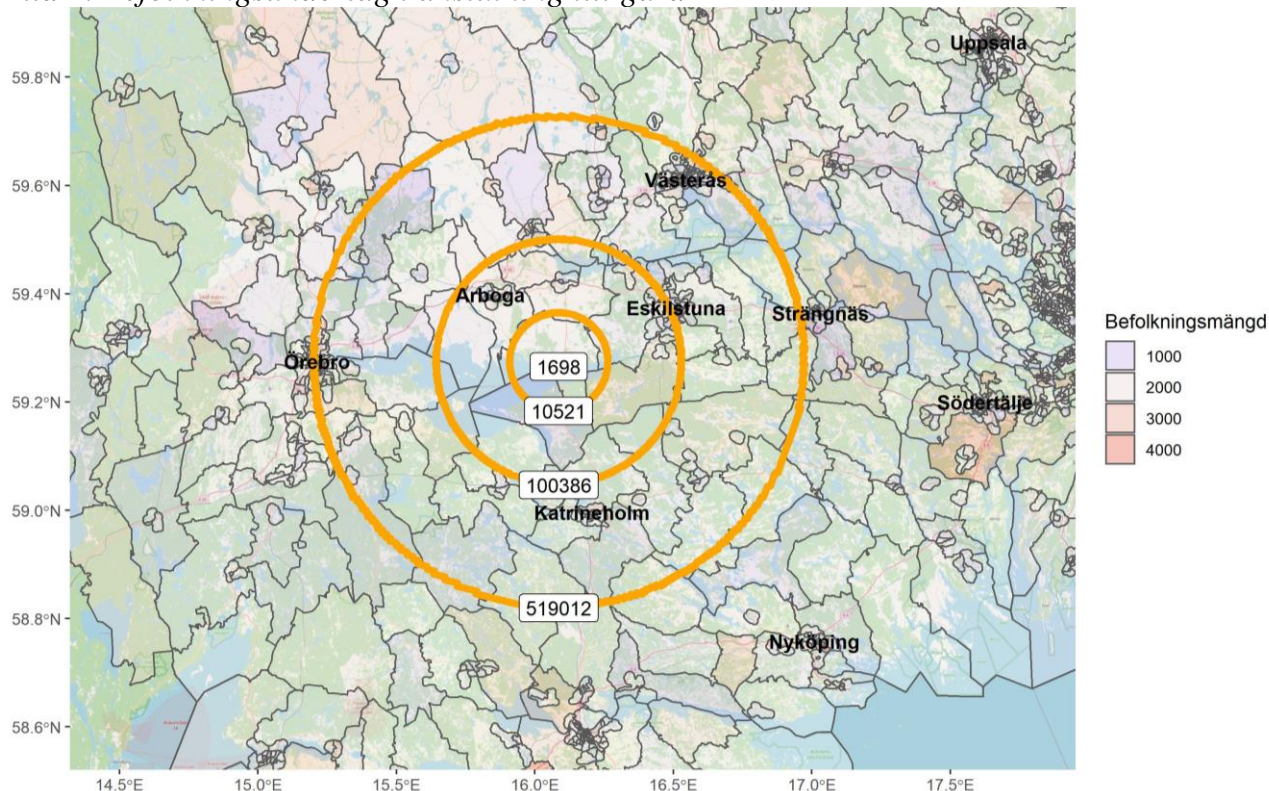 Uppsala
59.8°N
59.6°N
Västerås
59.4°N
Arboga
Eskilstuna
Strängnäs
Befolkningsmängd
1000
2000
3000
4000
Örebro
1698
59.2°N
10521
Södertälje
100386
59.0°N
Katrineholm
58.8°N
519012
Nyköping
58.6°N
14.5°E 15.0°E 15.5°E 16.0°E 16.5°E 17.0°E 17.5°E